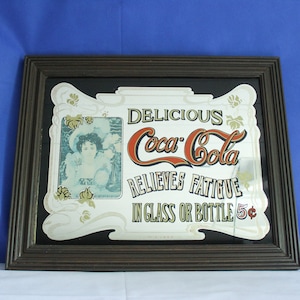 DELICIOUS
Coca-Cola
RELIEVES FATIGUE
IN GLASS OR BOTTLE 5¢